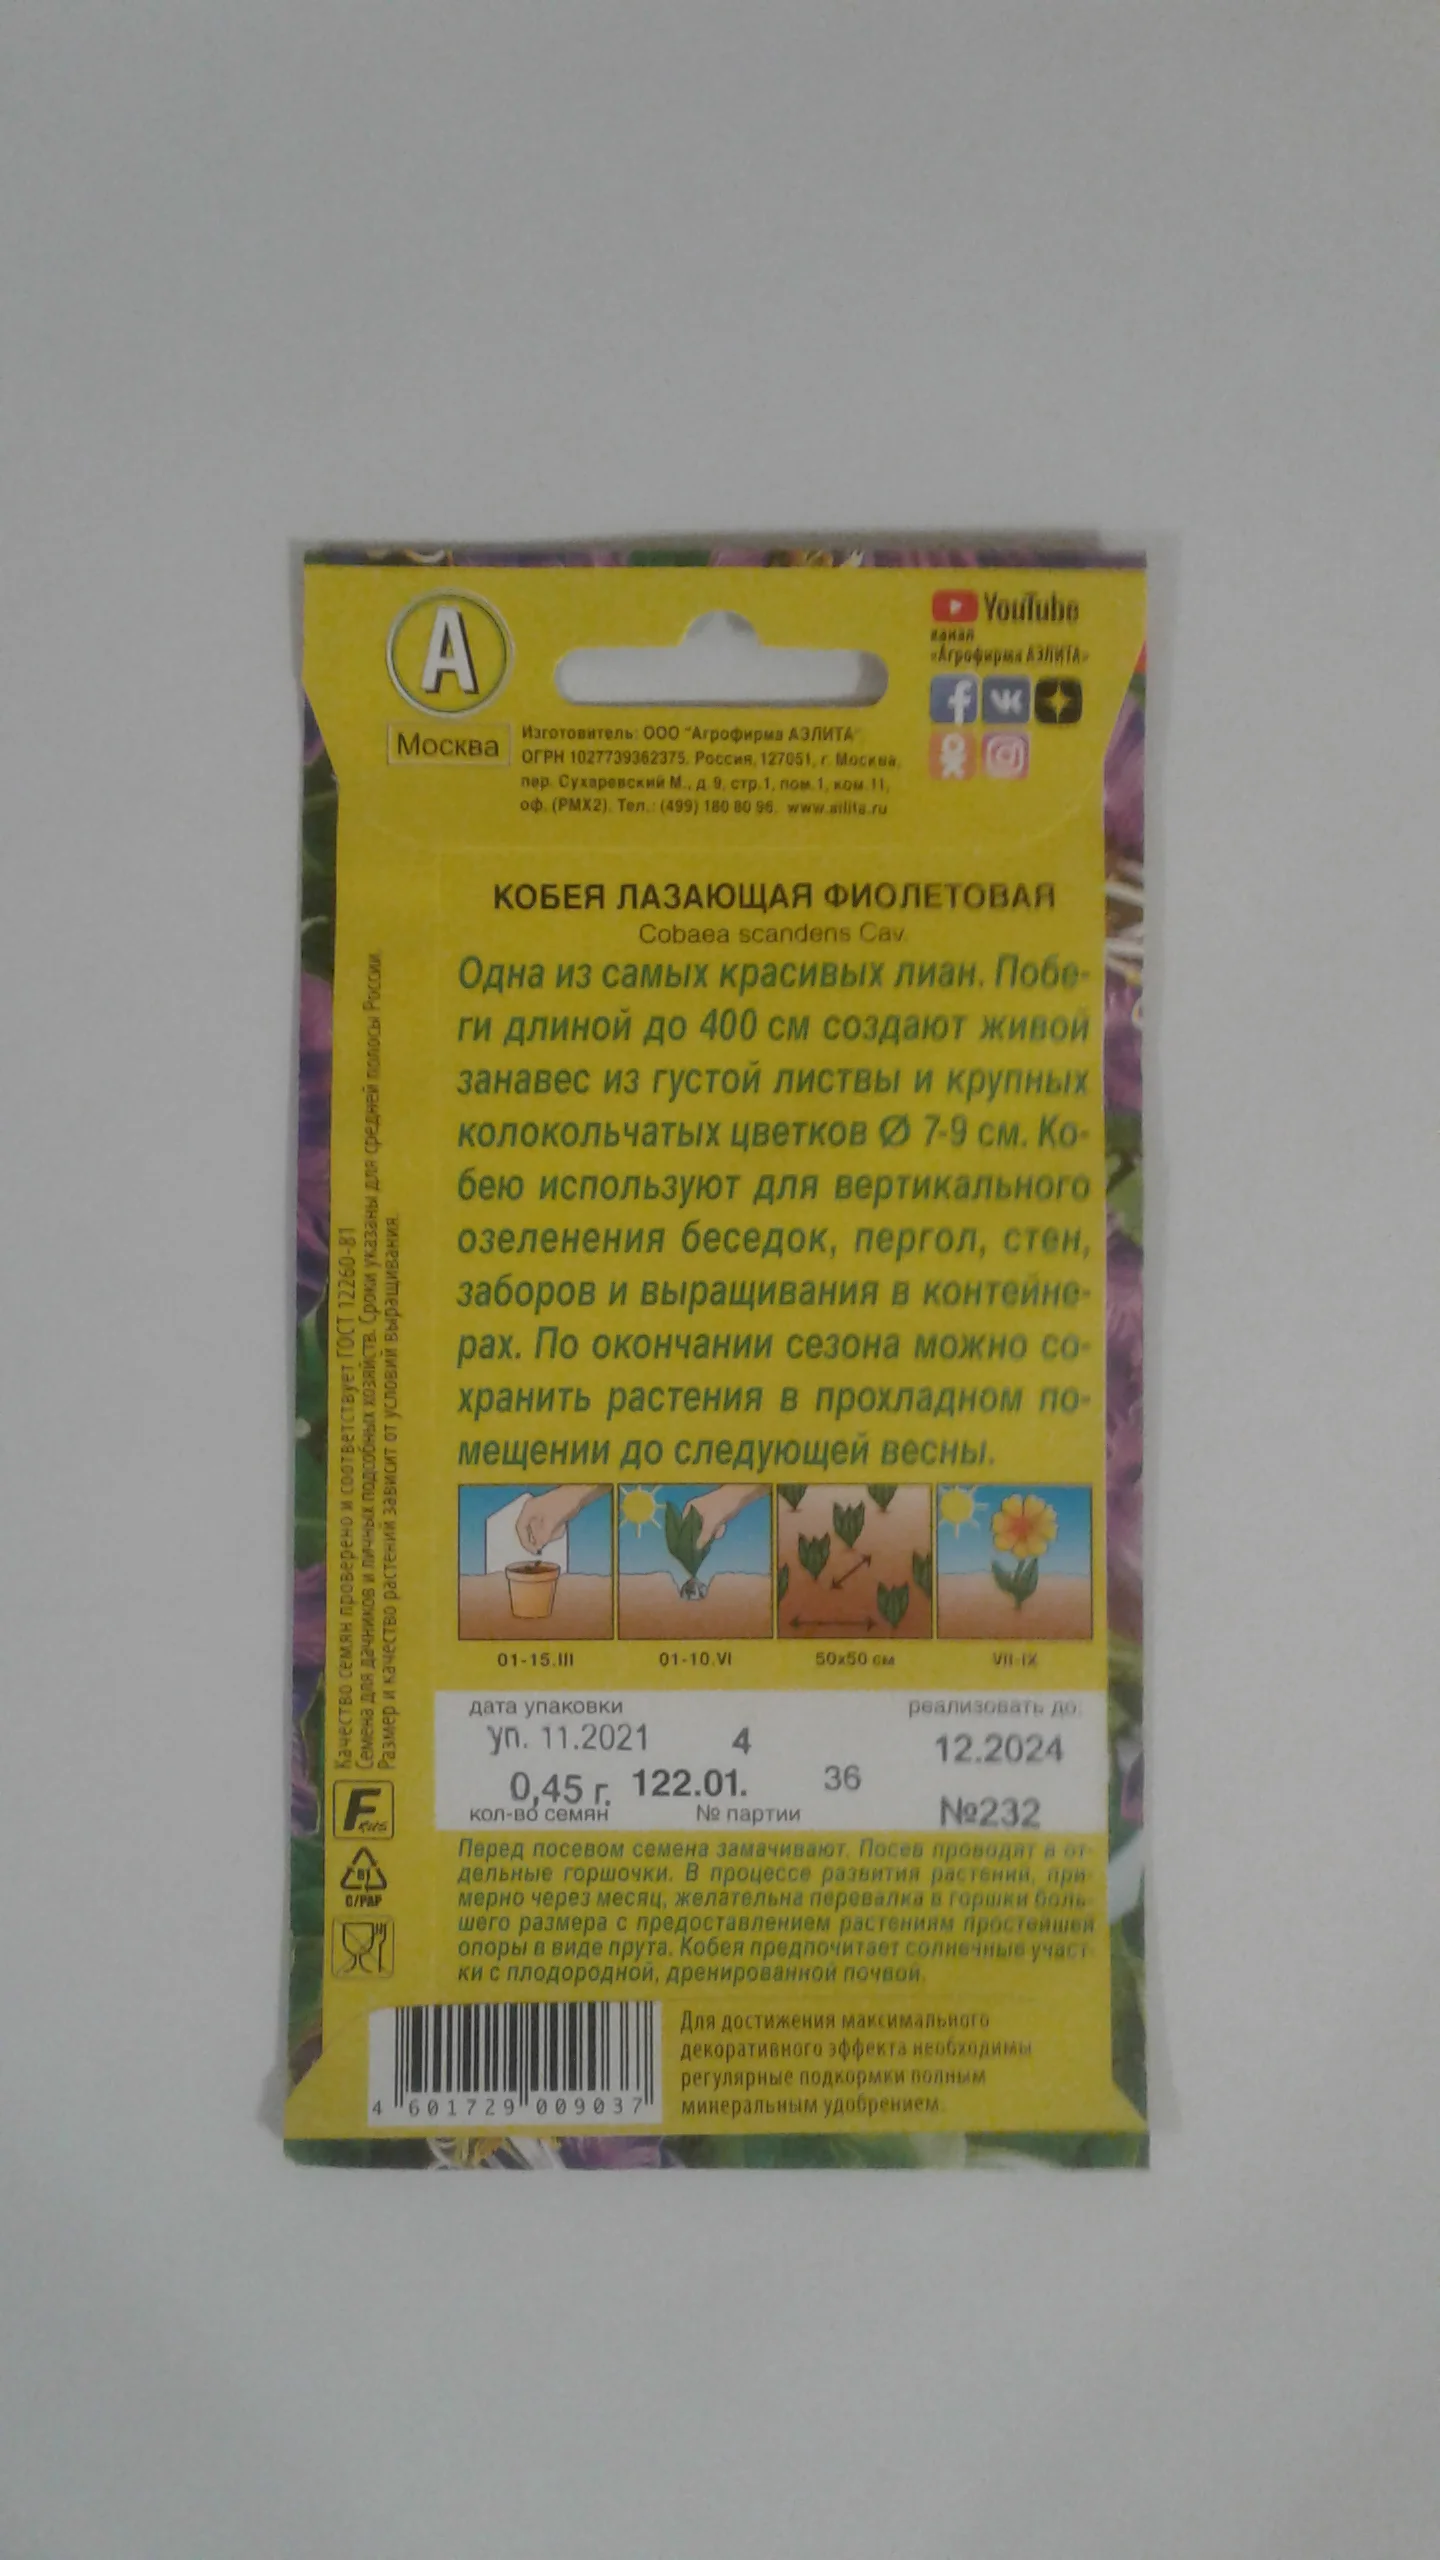 А
Москва
YouTube
канал
«Агрофирма АЭЛИТА»
Изготовитель: ООО "Агрофирма АЭЛИТА"
ОГРН 1027739362375. Россия, 127051, г. Москва,
пер. Сухаревский М., д. 9, стр.1, пом.1, ком.11,
оф. (РМХ2). Тел.: (499) 180 80 96. www.ailita.ru
КОБЕЯ ЛАЗАЮЩАЯ ФИОЛЕТОВАЯ
Cobaea scandens Cav.
Одна из самых красивых лиан. Побе-
ги длиной до 400 см создают живой
занавес из густой листвы и крупных
колокольчатых цветков Ø 7-9 см. Ко-
бею используют для вертикального
озеленения беседок, пергол, стен,
заборов и выращивания в контейне-
рах. По окончании сезона можно со-
хранить растения в прохладном по-
мещении до следующей весны.
01-15.III 01-10.VI 50x50 см VII-IX
дата упаковки реализовать до:
уп. 11.2021 4 12.2024
0,45 г. 122.01. 36
кол-во семян № партии №232
Перед посевом семена замачивают. Посев проводят в от-
дельные горшочки. В процессе развития растений, при-
мерно через месяц, желательна перевалка в горшки боль-
шего размера с предоставлением растениям простейшей
опоры в виде прута. Кобея предпочитает солнечные участ-
ки с плодородной, дренированной почвой.
Для достижения максимального
декоративного эффекта необходимы
регулярные подкормки полным
минеральным удобрением.
4 601729 009037
Качество семян проверено и соответствует ГОСТ 12260-81
Семена для дачников и личных подсобных хозяйств. Сроки указаны для средней полосы России.
Размер и качество растений зависит от условий выращивания.
F
81
C/PAP